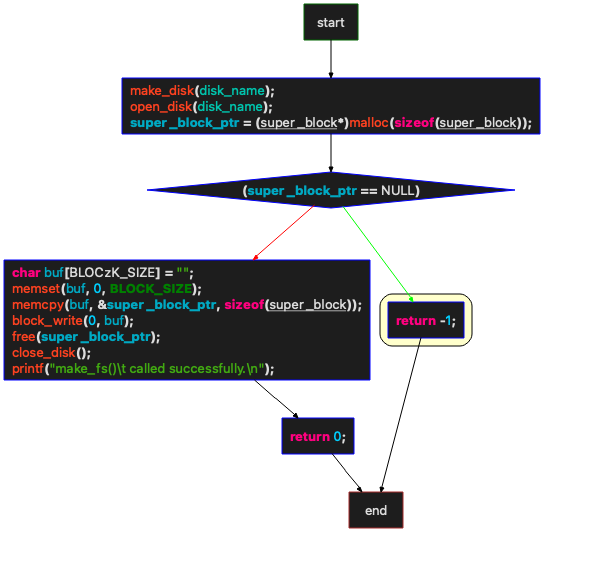 start
make_disk(disk_name);
open_disk(disk_name);
super_block_ptr = (super_block*)malloc(sizeof(super_block));
(super_block_ptr == NULL)
char buf[BLOCzK_SIZE] = "";
memset(buf, 0, BLOCK_SIZE);
memcpy(buf, &super_block_ptr, sizeof(super_block));
block_write(0, buf);
free(super_block_ptr);
close_disk();
printf("make_fs()\t called successfully.\n");
return -1;
return 0;
end